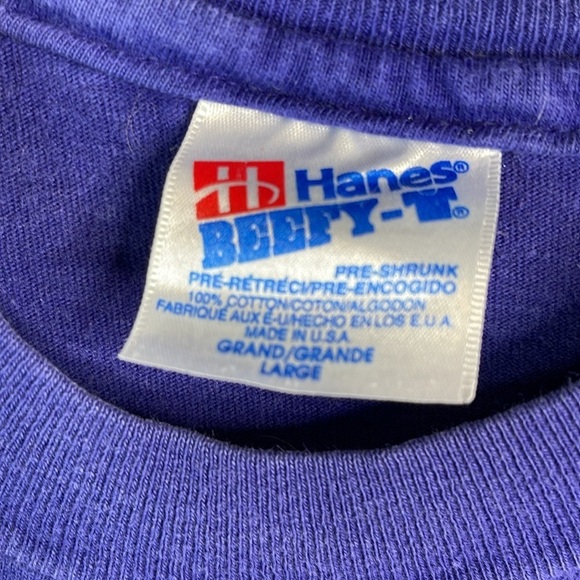 Hanes®
BEEFY-T®
PRE-SHRUNK
PRÉ-RÉTRÉCI/PRE-ENCOGIDO
100% COTTON/COTON/ALGODON
FABRIQUÉ AUX É-U/HECHO EN LOS E.U.A
MADE IN U.S.A.
GRAND/GRANDE
LARGE